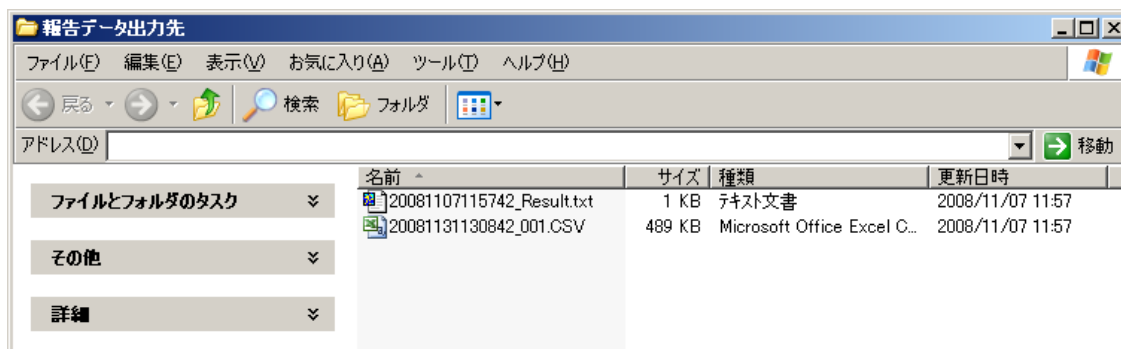 報告データ出力先
ファイル(F) 編集(E) 表示(V) お気に入り(A) ツール(T) ヘルプ(H)
戻る 検索 フォルダ
アドレス(D) 移動
ファイルとフォルダのタスク
その他
詳細
名前 サイズ 種類 更新日時
20081107115742_Result.txt 1 KB テキスト文書 2008/11/07 11:57
20081131130842_001.CSV 489 KB Microsoft Office Excel C... 2008/11/07 11:57